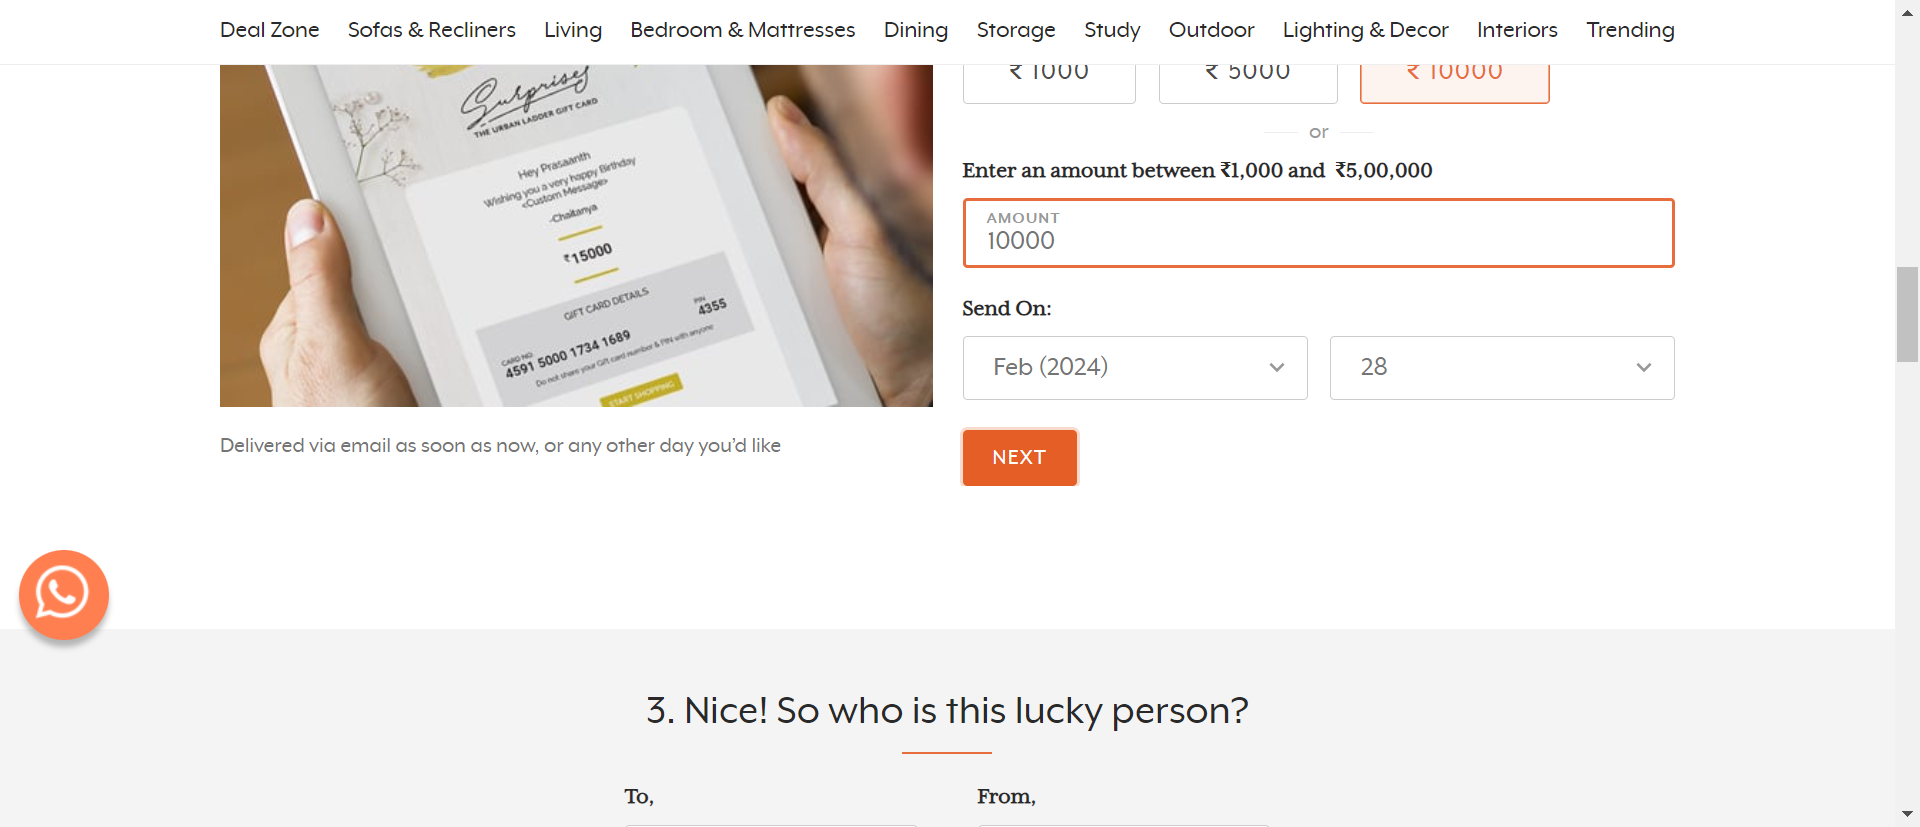 Deal Zone Sofas & Recliners Living Bedroom & Mattresses Dining Storage Study Outdoor Lighting & Decor Interiors Trending
Surprise!
THE URBAN LADDER GIFT CARD
Hey Prasaanth
Wishing you a very happy Birthday
<Custom Message>
-Chaitanya
₹15000
GIFT CARD DETAILS
CARD NO.
4591 5000 1734 1689
PIN
4355
Do not share your Gift card number & PIN with anyone
START SHOPPING
Delivered via email as soon as now, or any other day you’d like
₹ 1000 ₹ 5000 ₹ 10000
or
Enter an amount between ₹1,000 and ₹5,00,000
AMOUNT
10000
Send On:
Feb (2024) 28
NEXT
3. Nice! So who is this lucky person?
To, From,